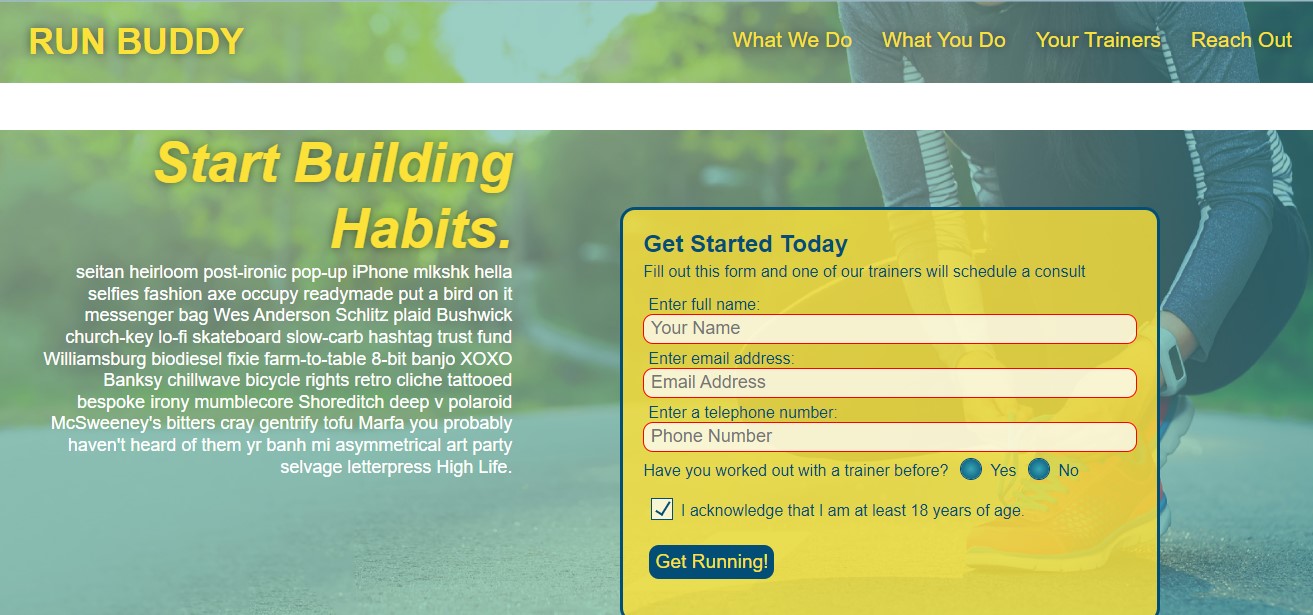 RUN BUDDY
What We Do What You Do Your Trainers Reach Out
Start Building
Habits.
seitan heirloom post-ironic pop-up iPhone mlkshk hella
selfies fashion axe occupy readymade put a bird on it
messenger bag Wes Anderson Schlitz plaid Bushwick
church-key lo-fi skateboard slow-carb hashtag trust fund
Williamsburg biodiesel fixie farm-to-table 8-bit banjo XOXO
Banksy chillwave bicycle rights retro cliche tattooed
bespoke irony mumblecore Shoreditch deep v polaroid
McSweeney's bitters cray gentrify tofu Marfa you probably
haven't heard of them yr banh mi asymmetrical art party
selvage letterpress High Life.
Get Started Today
Fill out this form and one of our trainers will schedule a consult
Enter full name:
Your Name
Enter email address:
Email Address
Enter a telephone number:
Phone Number
Have you worked out with a trainer before? Yes No
I acknowledge that I am at least 18 years of age.
Get Running!